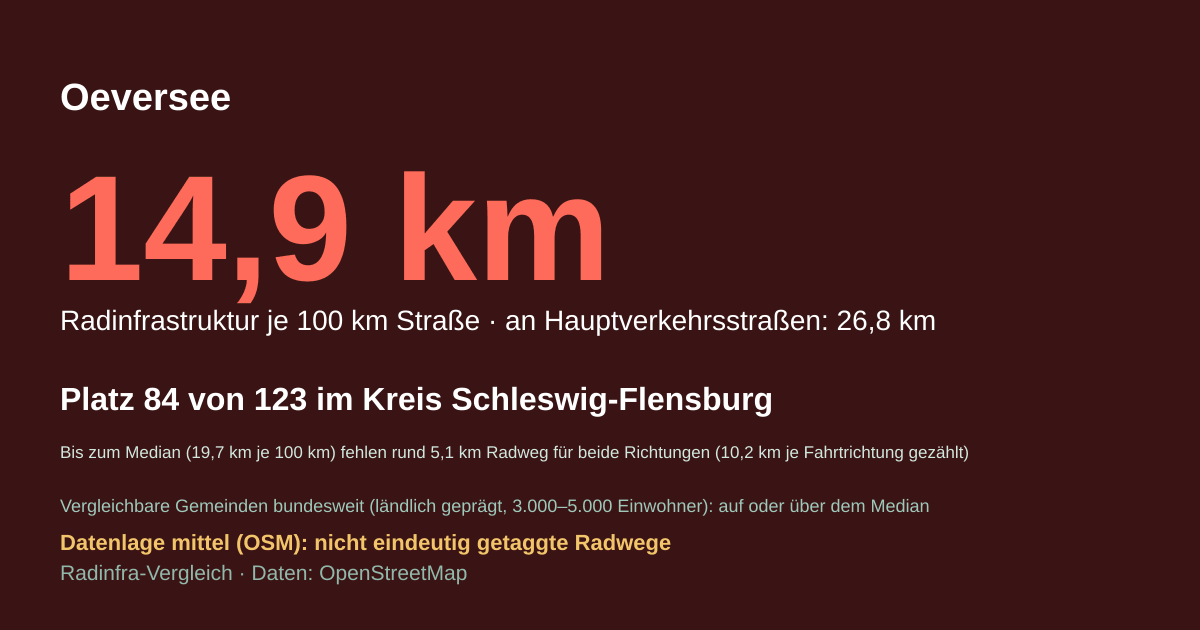 Oeversee
14,9 km
Radinfrastruktur je 100 km Straße · an Hauptverkehrsstraßen: 26,8 km
Platz 84 von 123 im Kreis Schleswig-Flensburg
Bis zum Median (19,7 km je 100 km) fehlen rund 5,1 km Radweg für beide Richtungen (10,2 km je Fahrtrichtung gezählt)
Vergleichbare Gemeinden bundesweit (ländlich geprägt, 3.000–5.000 Einwohner): auf oder über dem Median
Datenlage mittel (OSM): nicht eindeutig getaggte Radwege
Radinfra-Vergleich · Daten: OpenStreetMap